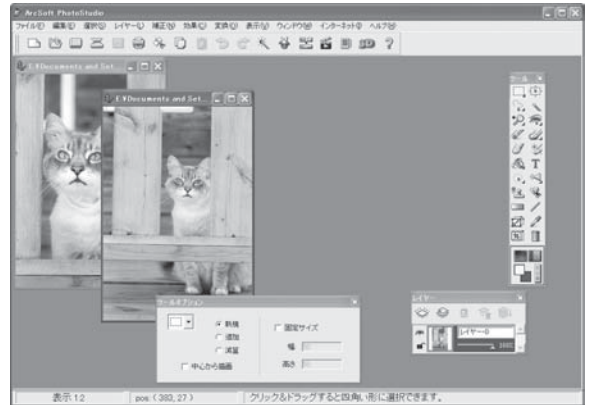 ArcSoft PhotoStudio
ファイル(F) 編集(E) 選択(S) レイヤー(L) 補正(N) 効果(C) 変換(O) 表示(V) ウィンドウ(W) インターネット(I) ヘルプ(H)
E:¥Documents and Set...
E:¥Documents and Set...
ツール
ツールオプション
新規
追加
減算
中心から描画
固定サイズ
幅
高さ
レイヤー
レイヤー0
100%
表示 1:2
pos: ( 383, 27 )
クリック&ドラッグすると四角い形に選択できます。